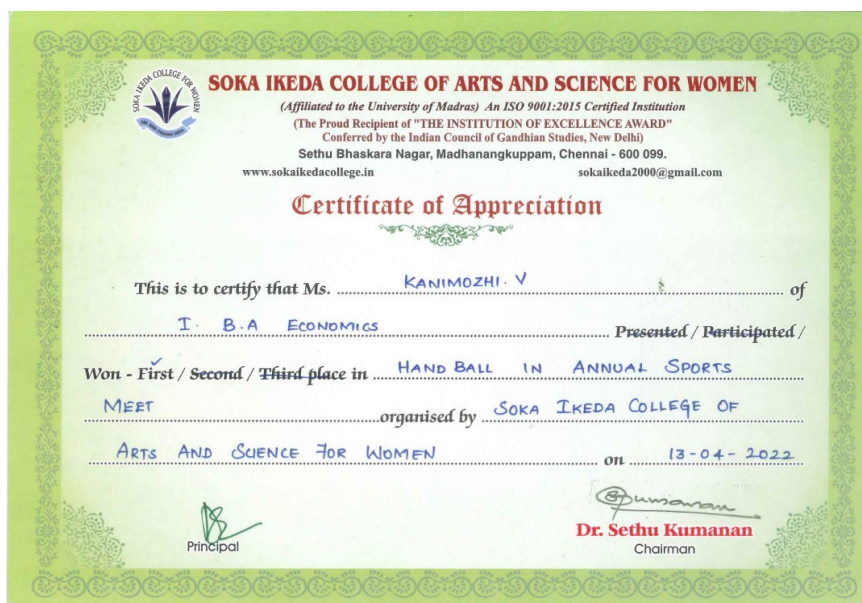 SOKA IKEDA COLLEGE FOR WOMEN
SOKA IKEDA COLLEGE OF ARTS AND SCIENCE FOR WOMEN
(Affiliated to the University of Madras) An ISO 9001:2015 Certified Institution
(The Proud Recipient of "THE INSTITUTION OF EXCELLENCE AWARD"
Conferred by the Indian Council of Gandhian Studies, New Delhi)
Sethu Bhaskara Nagar, Madhanangkuppam, Chennai - 600 099.
www.sokaikedacollege.in sokaikeda2000@gmail.com
Certificate of Appreciation
This is to certify that Ms. KANIMOZHI. V of
I. B.A ECONOMICS Presented / Participated /
Won - First / Second / Third place in HAND BALL IN ANNUAL SPORTS
MEET organised by SOKA IKEDA COLLEGE OF
ARTS AND SCIENCE FOR WOMEN on 13-04-2022
Principal
Dr. Sethu Kumanan
Chairman